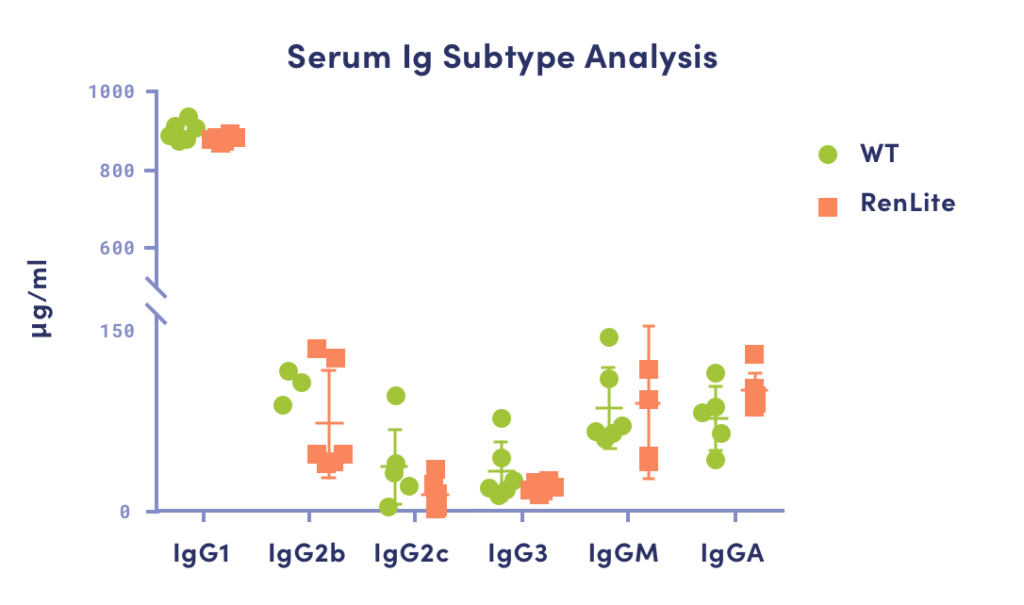 Serum Ig Subtype Analysis
1000
800
600
150
0
µg/ml
WT
RenLite
IgG1 IgG2b IgG2c IgG3 IgGM IgGA